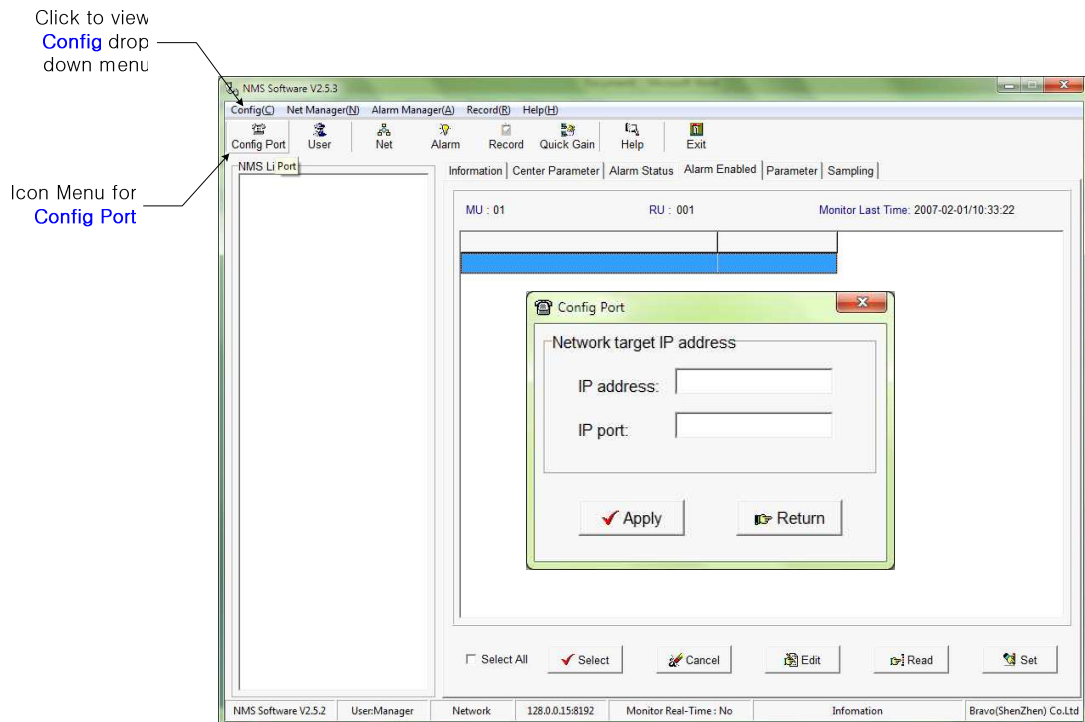 Click to view
Config drop
down menu
Icon Menu for
Config Port
NMS Software V2.5.3
Config(C) Net Manager(N) Alarm Manager(A) Record(R) Help(H)
Config Port User Net Alarm Record Quick Gain Help Exit
NMS Li
Port
Information Center Parameter Alarm Status Alarm Enabled Parameter Sampling
MU : 01 RU : 001 Monitor Last Time: 2007-02-01/10:33:22
Config Port
Network target IP address
IP address:
IP port:
Apply Return
Select All Select Cancel Edit Read Set
NMS Software V2.5.2 User:Manager Network 128.0.0.15:8192 Monitor Real-Time : No Infomation Bravo(ShenZhen) Co.Ltd